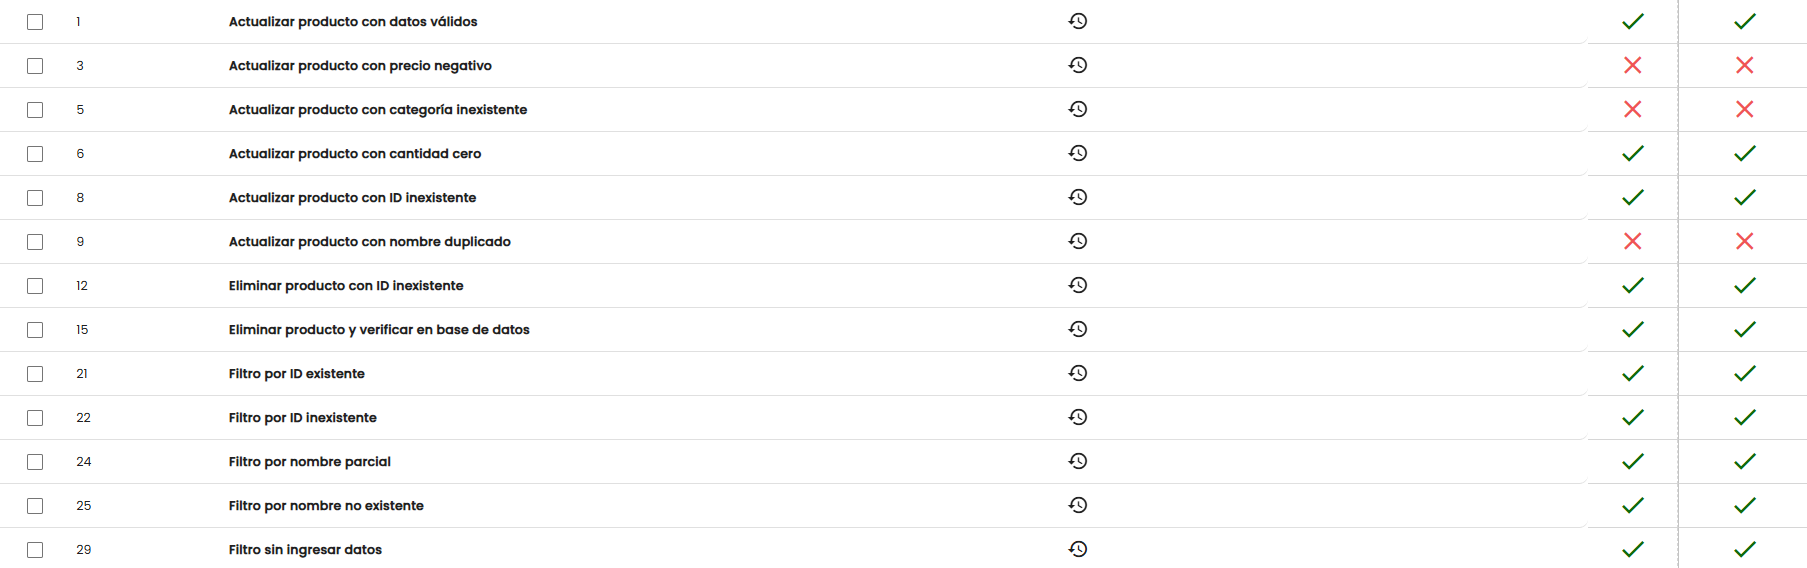 1 Actualizar producto con datos válidos
3 Actualizar producto con precio negativo
5 Actualizar producto con categoría inexistente
6 Actualizar producto con cantidad cero
8 Actualizar producto con ID inexistente
9 Actualizar producto con nombre duplicado
12 Eliminar producto con ID inexistente
15 Eliminar producto y verificar en base de datos
21 Filtro por ID existente
22 Filtro por ID inexistente
24 Filtro por nombre parcial
25 Filtro por nombre no existente
29 Filtro sin ingresar datos